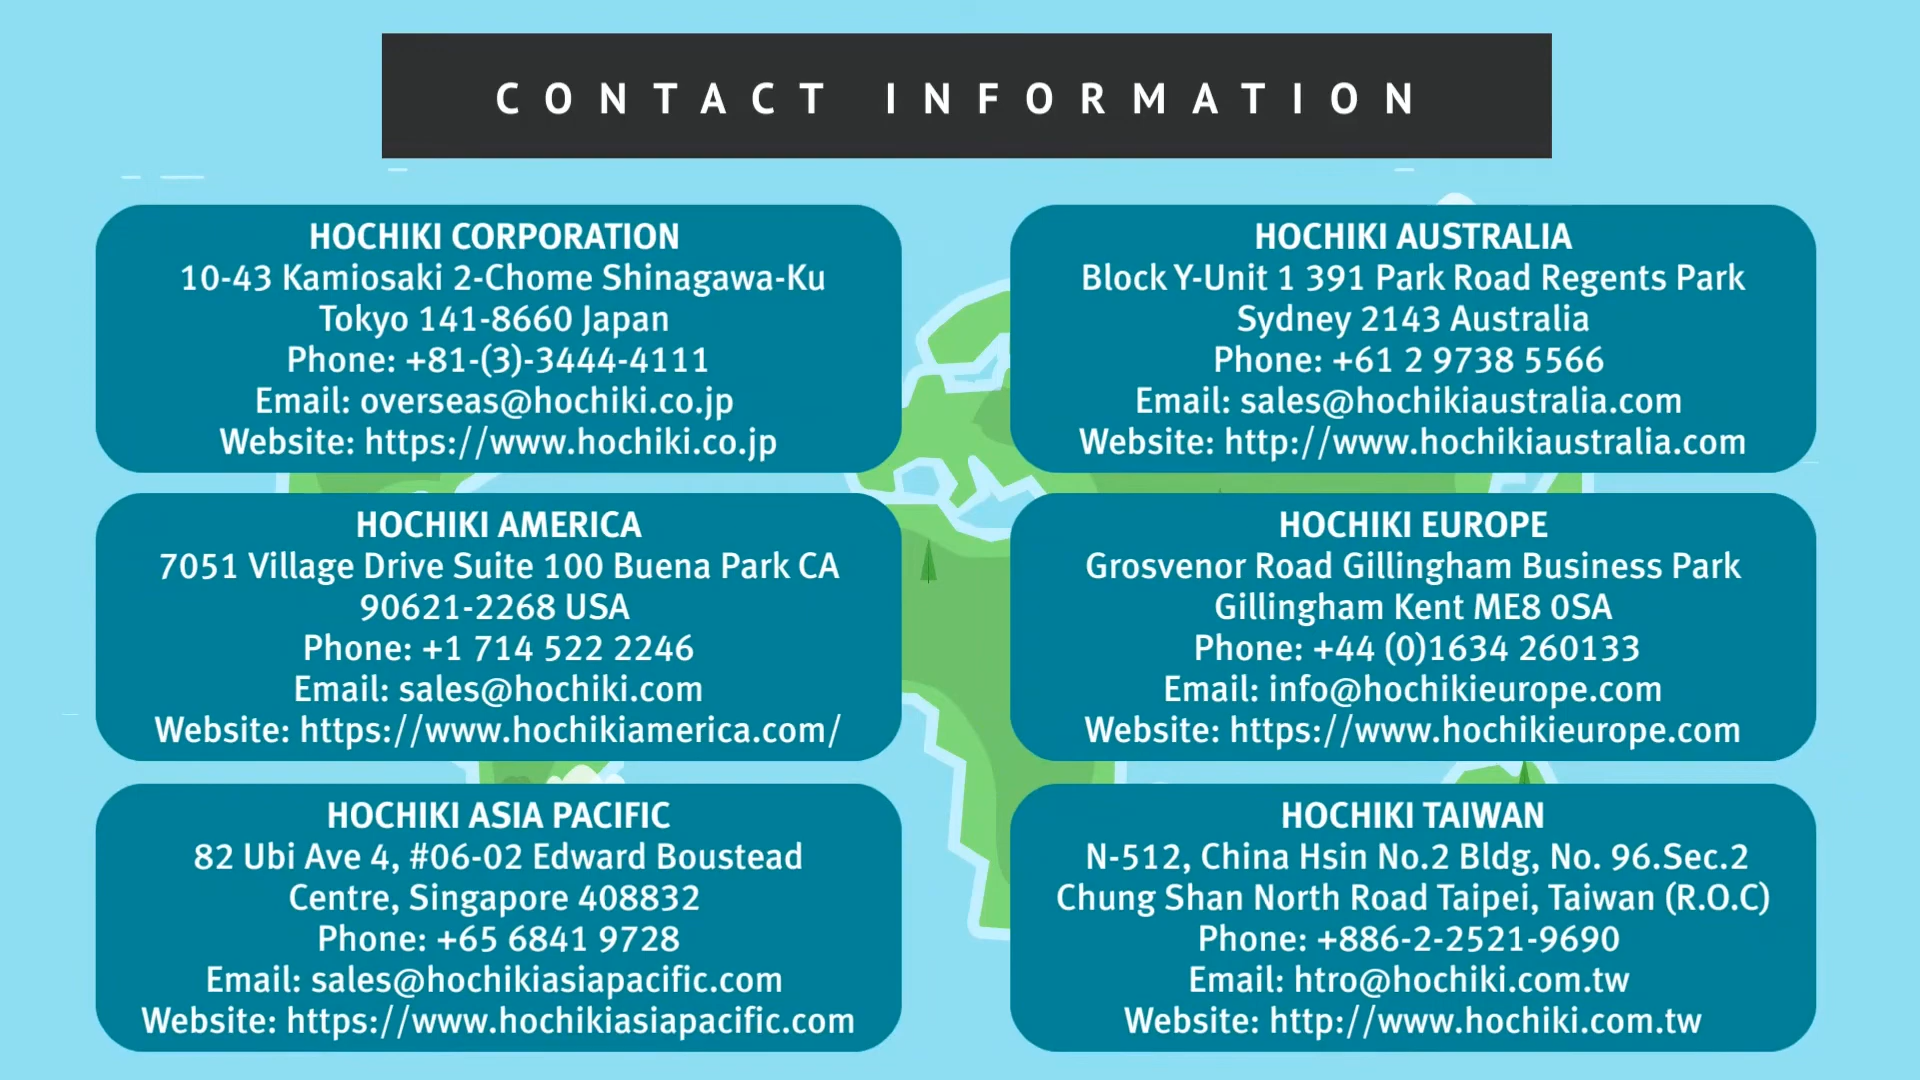 CONTACT INFORMATION
HOCHIKI CORPORATION
10-43 Kamiosaki 2-Chome Shinagawa-Ku
Tokyo 141-8660 Japan
Phone: +81-(3)-3444-4111
Email: overseas@hochiki.co.jp
Website: https://www.hochiki.co.jp
HOCHIKI AUSTRALIA
Block Y-Unit 1 391 Park Road Regents Park
Sydney 2143 Australia
Phone: +61 2 9738 5566
Email: sales@hochikiaustralia.com
Website: http://www.hochikiaustralia.com
HOCHIKI AMERICA
7051 Village Drive Suite 100 Buena Park CA
90621-2268 USA
Phone: +1 714 522 2246
Email: sales@hochiki.com
Website: https://www.hochikiamerica.com/
HOCHIKI EUROPE
Grosvenor Road Gillingham Business Park
Gillingham Kent ME8 0SA
Phone: +44 (0)1634 260133
Email: info@hochikieurope.com
Website: https://www.hochikieurope.com
HOCHIKI ASIA PACIFIC
82 Ubi Ave 4, #06-02 Edward Boustead
Centre, Singapore 408832
Phone: +65 6841 9728
Email: sales@hochikiasiapacific.com
Website: https://www.hochikiasiapacific.com
HOCHIKI TAIWAN
N-512, China Hsin No.2 Bldg, No. 96.Sec.2
Chung Shan North Road Taipei, Taiwan (R.O.C)
Phone: +886-2-2521-9690
Email: htro@hochiki.com.tw
Website: http://www.hochiki.com.tw